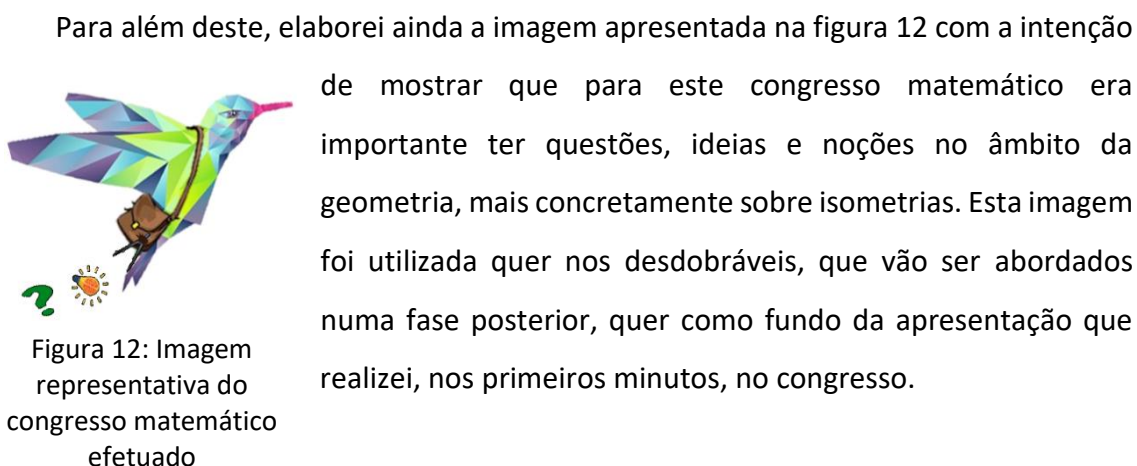 Para além deste, elaborei ainda a imagem apresentada na figura 12 com a intenção
de mostrar que para este congresso matemático era
importante ter questões, ideias e noções no âmbito da
geometria, mais concretamente sobre isometrias. Esta imagem
foi utilizada quer nos desdobráveis, que vão ser abordados
numa fase posterior, quer como fundo da apresentação que
realizei, nos primeiros minutos, no congresso.
?
Figura 12: Imagem
representativa do
congresso matemático
efetuado